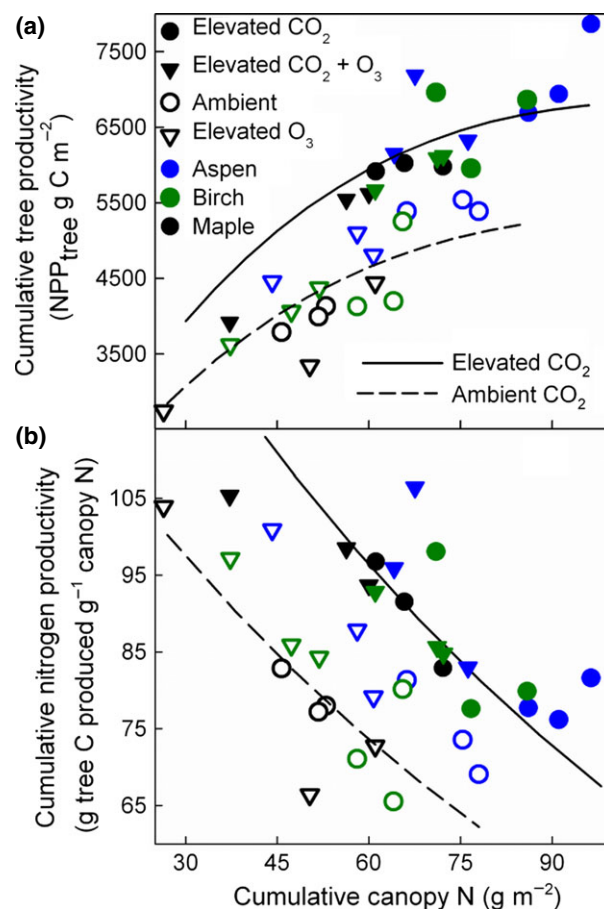 (a)
Elevated CO₂
Elevated CO₂ + O₃
Ambient
Elevated O₃
Aspen
Birch
Maple
7500
6500
5500
4500
3500
Cumulative tree productivity
(NPPtree g C m⁻²)
Elevated CO₂
Ambient CO₂
(b)
105
95
85
75
65
Cumulative nitrogen productivity
(g tree C produced g⁻¹ canopy N)
30 45 60 75 90
Cumulative canopy N (g m⁻²)